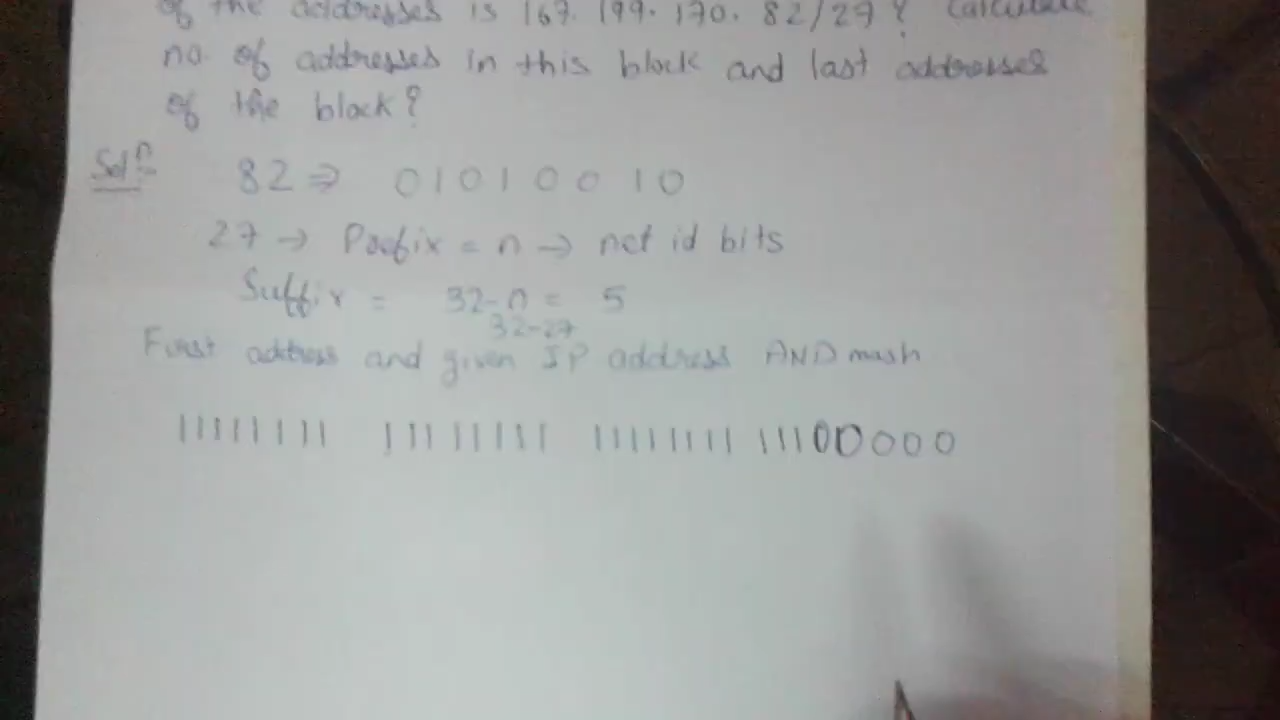 of the addresses is 167.199.170.82/27? Calculate
no. of addresses in this block and last addresses
of the block?
Solⁿ
82 ⇒ 01010010
27 → Prefix = n → net id bits
Suffix = 32-n = 5
32-27
First address and given IP address AND mask
11111111 11111111 11111111 11100000